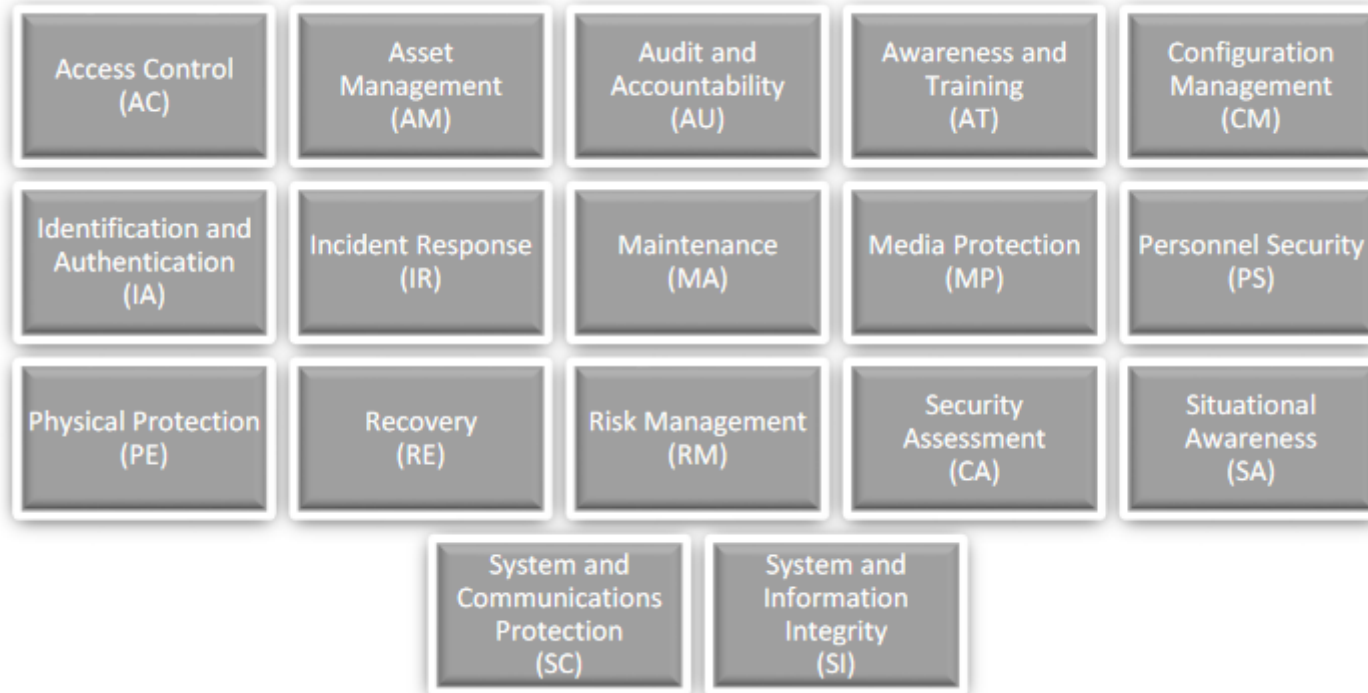 Access Control
(AC)
Asset
Management
(AM)
Audit and
Accountability
(AU)
Awareness and
Training
(AT)
Configuration
Management
(CM)
Identification and
Authentication
(IA)
Incident Response
(IR)
Maintenance
(MA)
Media Protection
(MP)
Personnel Security
(PS)
Physical Protection
(PE)
Recovery
(RE)
Risk Management
(RM)
Security
Assessment
(CA)
Situational
Awareness
(SA)
System and
Communications
Protection
(SC)
System and
Information
Integrity
(SI)